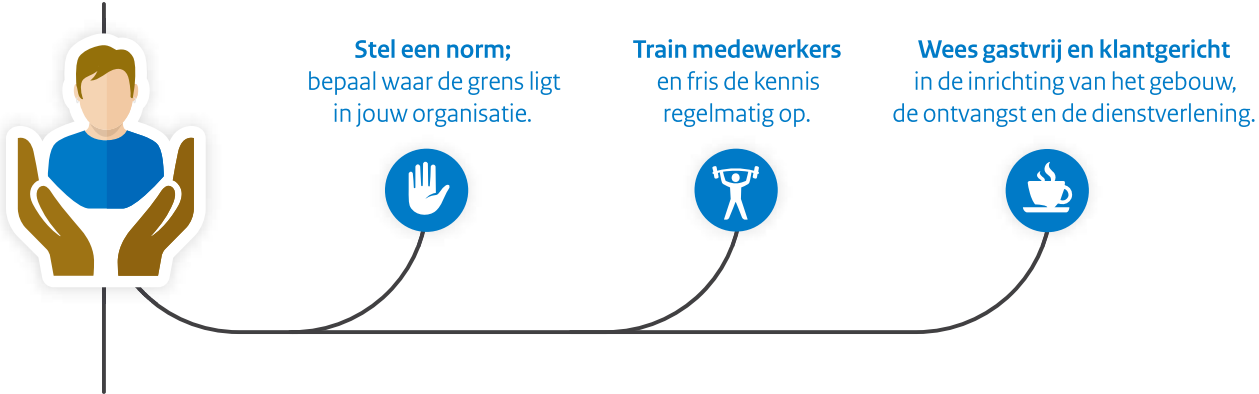 Stel een norm;
bepaal waar de grens ligt
in jouw organisatie.
Train medewerkers
en fris de kennis
regelmatig op.
Wees gastvrij en klantgericht
in de inrichting van het gebouw,
de ontvangst en de dienstverlening.